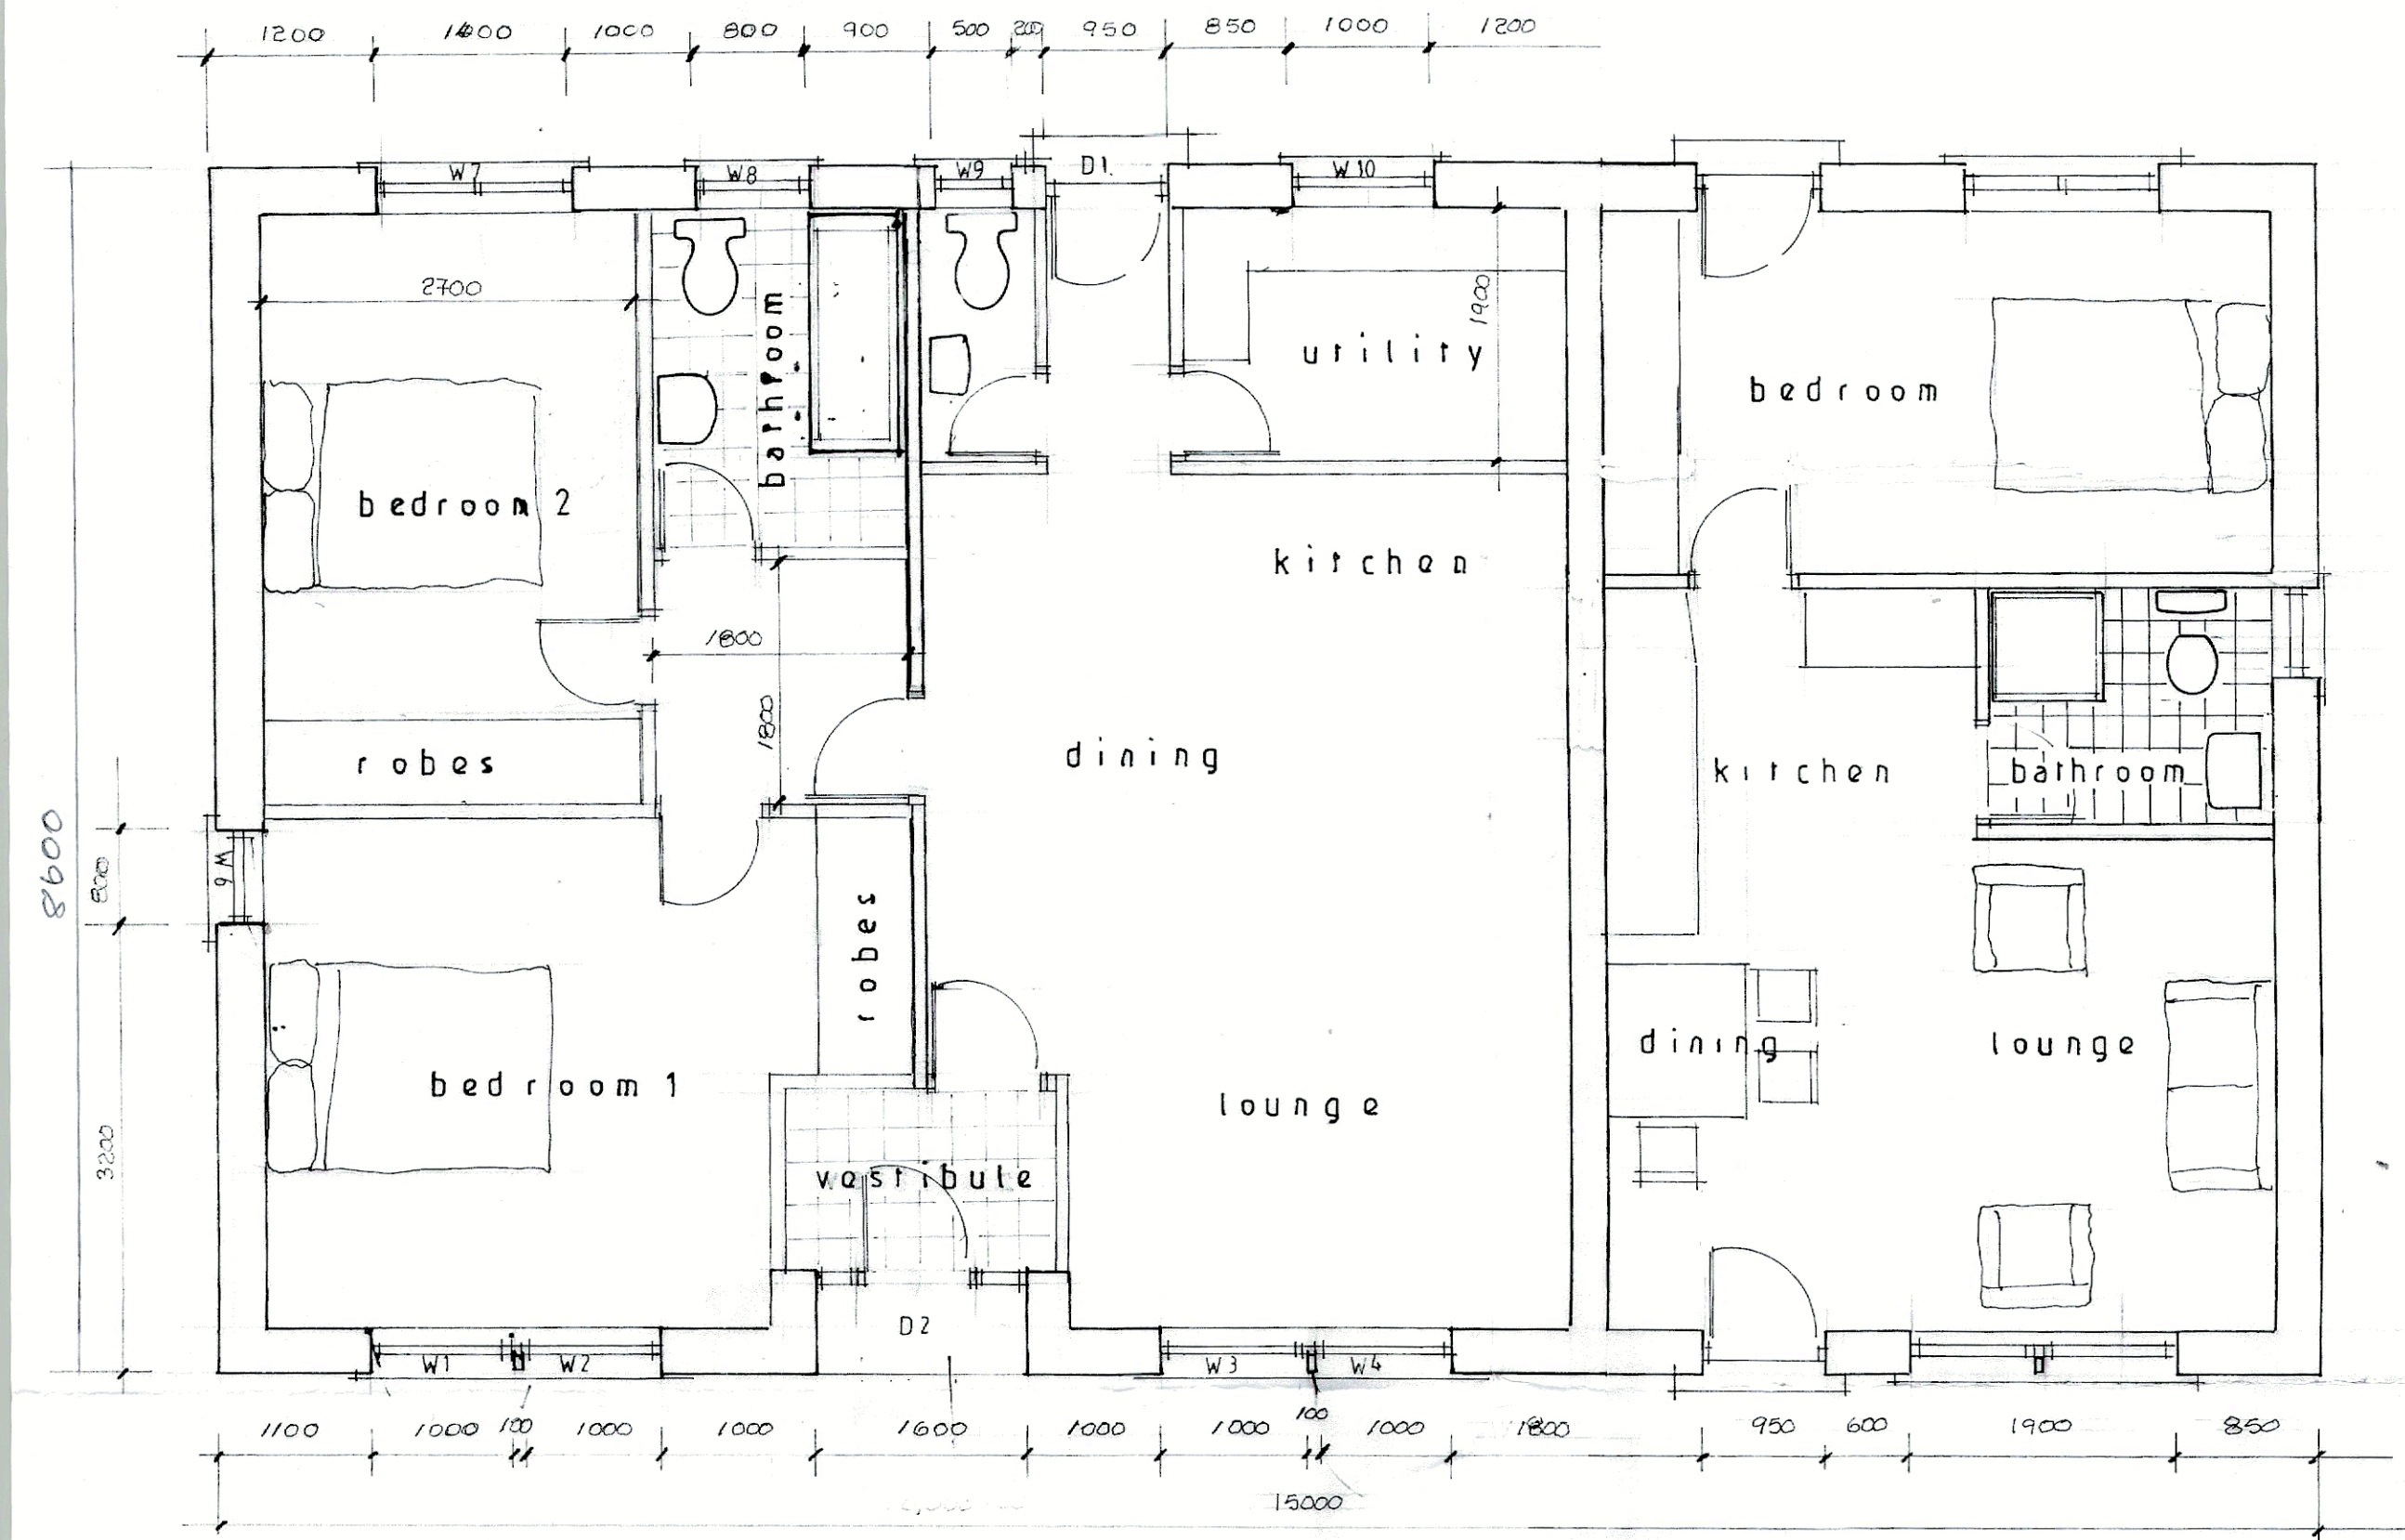 1200 1400 1000 800 900 500 200 950 850 1000 1200
W7 W8 W9 D1. W10
2700
1900
utility
bedroom
bathroom
bedroom 2
kitchen
1800
1800
dining
robes
kitchen
bathroom
8600
800
W6
robes
dining
lounge
bedroom 1
lounge
3200
vestibule
D2
W1 W2 W3 W4
1100 1000 100 1000 1000 1600 1000 1000 100 1000 1800 950 600 1900 850
15000